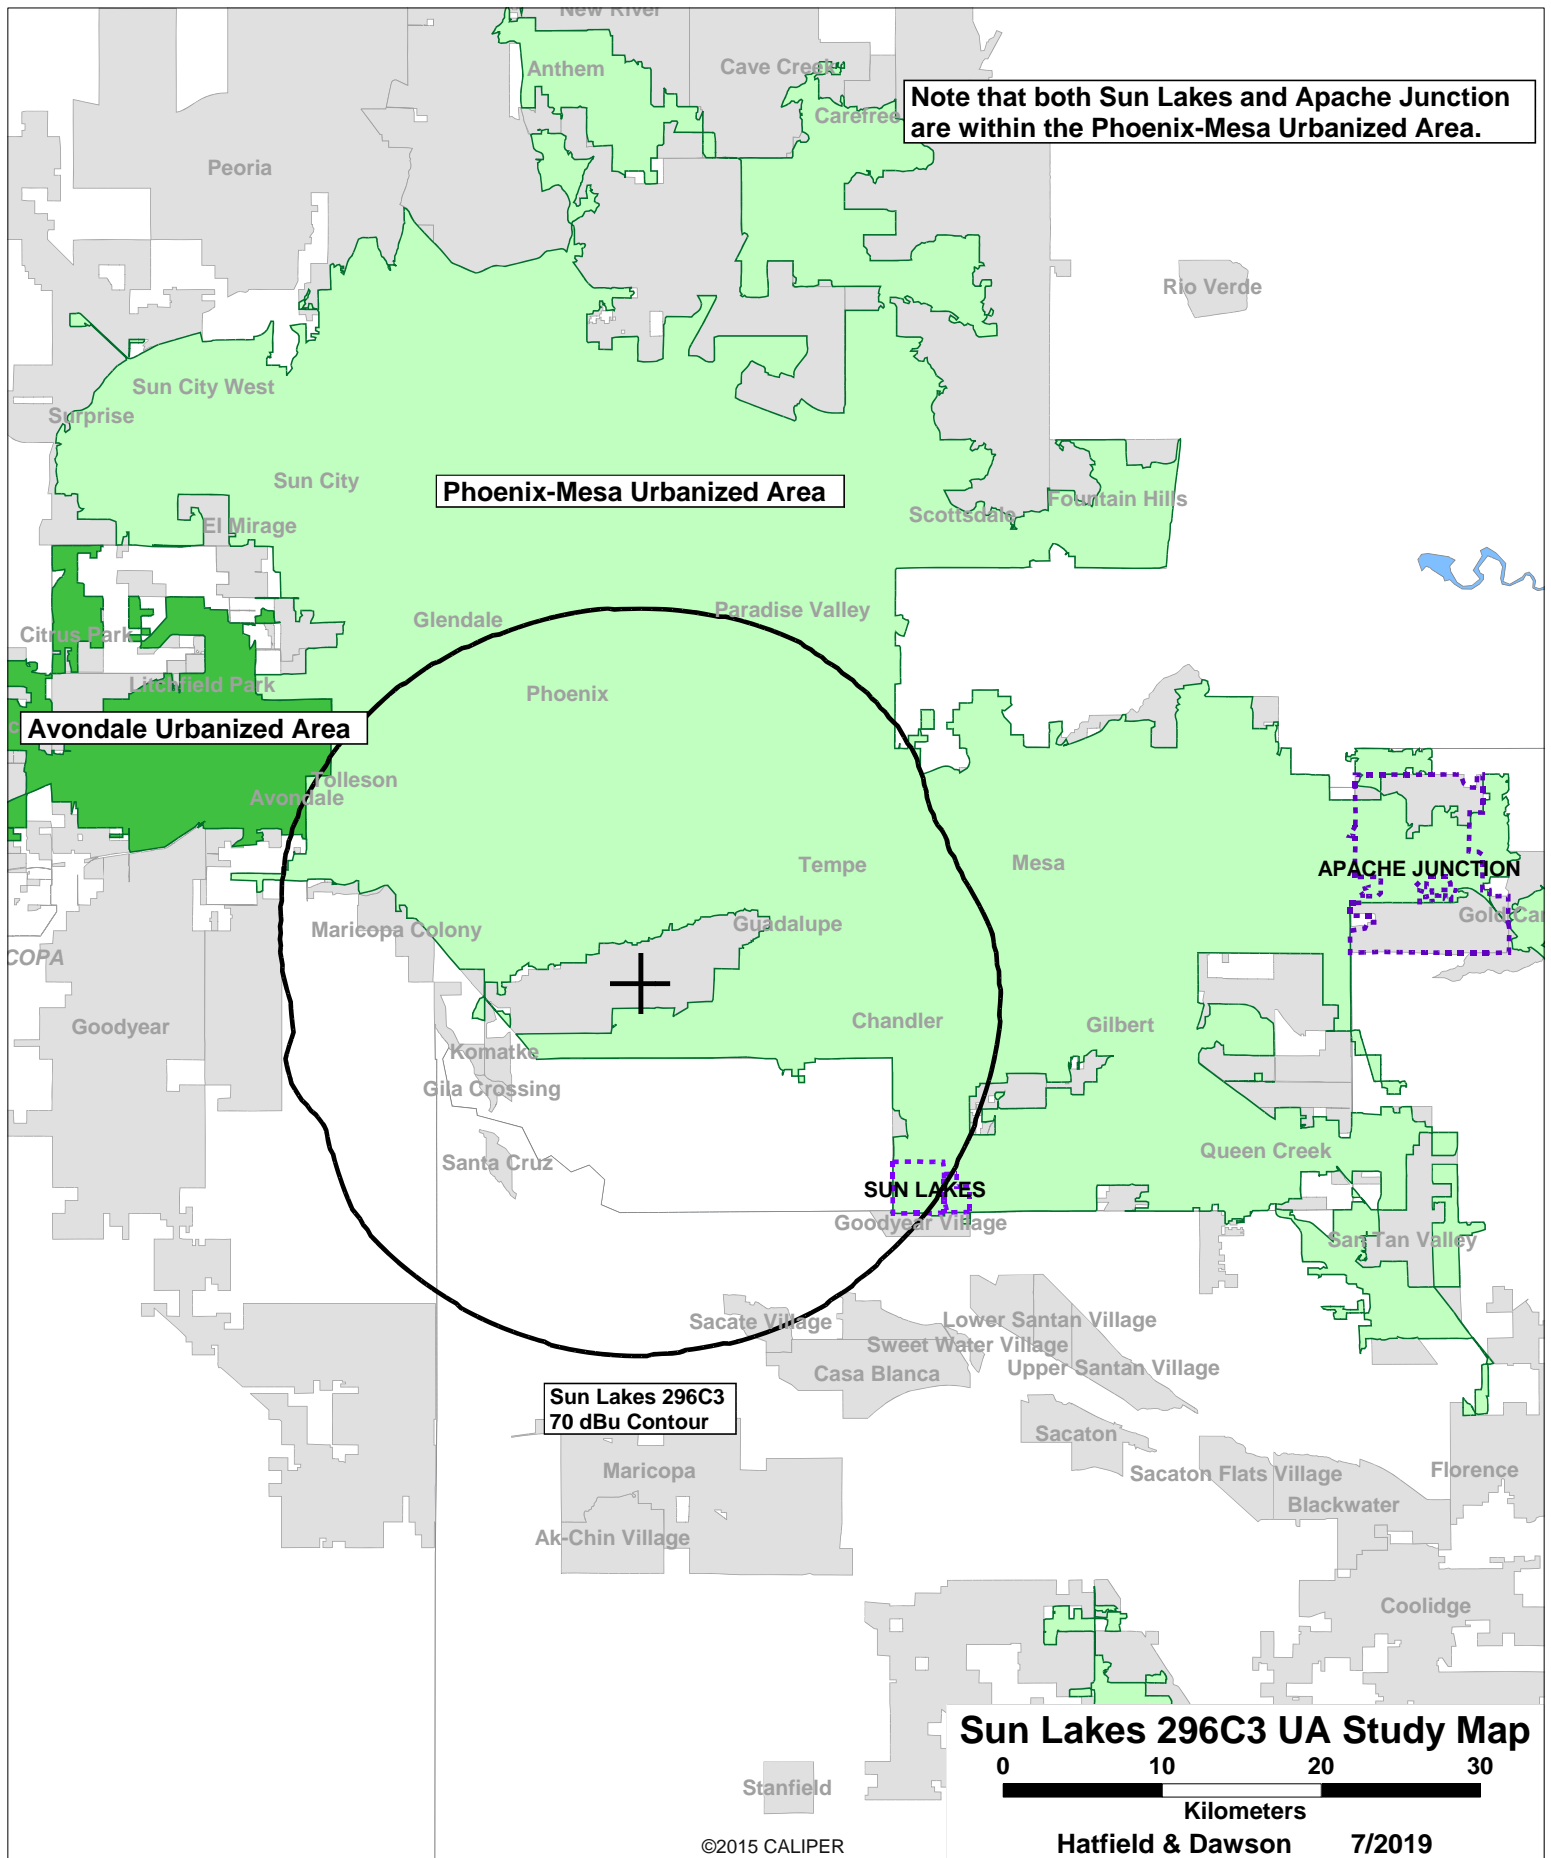 New River
Anthem
Cave Creek
Carefree
Note that both Sun Lakes and Apache Junction
are within the Phoenix-Mesa Urbanized Area.
Peoria
Rio Verde
Sun City West
Surprise
Sun City
Phoenix-Mesa Urbanized Area
Fountain Hills
Scottsdale
El Mirage
Glendale
Paradise Valley
Citrus Park
Litchfield Park
Phoenix
Avondale Urbanized Area
Tolleson
Avondale
Tempe
Mesa
APACHE JUNCTION
Gold Can
Guadalupe
Maricopa Colony
COPA
Goodyear
Chandler
Gilbert
Komatke
Gila Crossing
Santa Cruz
Queen Creek
SUN LAKES
Goodyear Village
San Tan Valley
Sacate Village
Lower Santan Village
Sweet Water Village
Upper Santan Village
Casa Blanca
Sun Lakes 296C3
70 dBu Contour
Sacaton
Maricopa
Sacaton Flats Village
Florence
Blackwater
Ak-Chin Village
Coolidge
Sun Lakes 296C3 UA Study Map
0 10 20 30
Kilometers
Stanfield
©2015 CALIPER
Hatfield & Dawson 7/2019